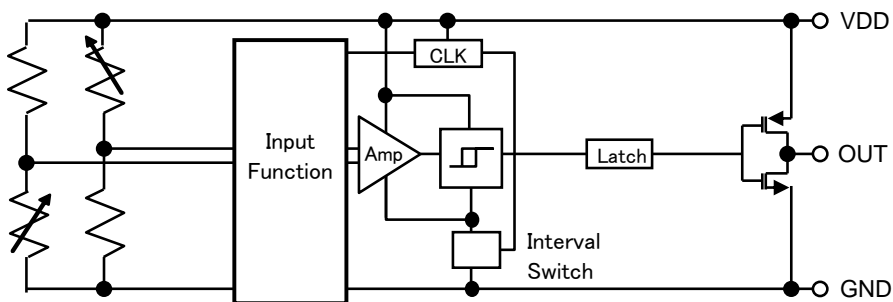 VDD
CLK
Input
Function
Amp
Latch
OUT
Interval
Switch
GND